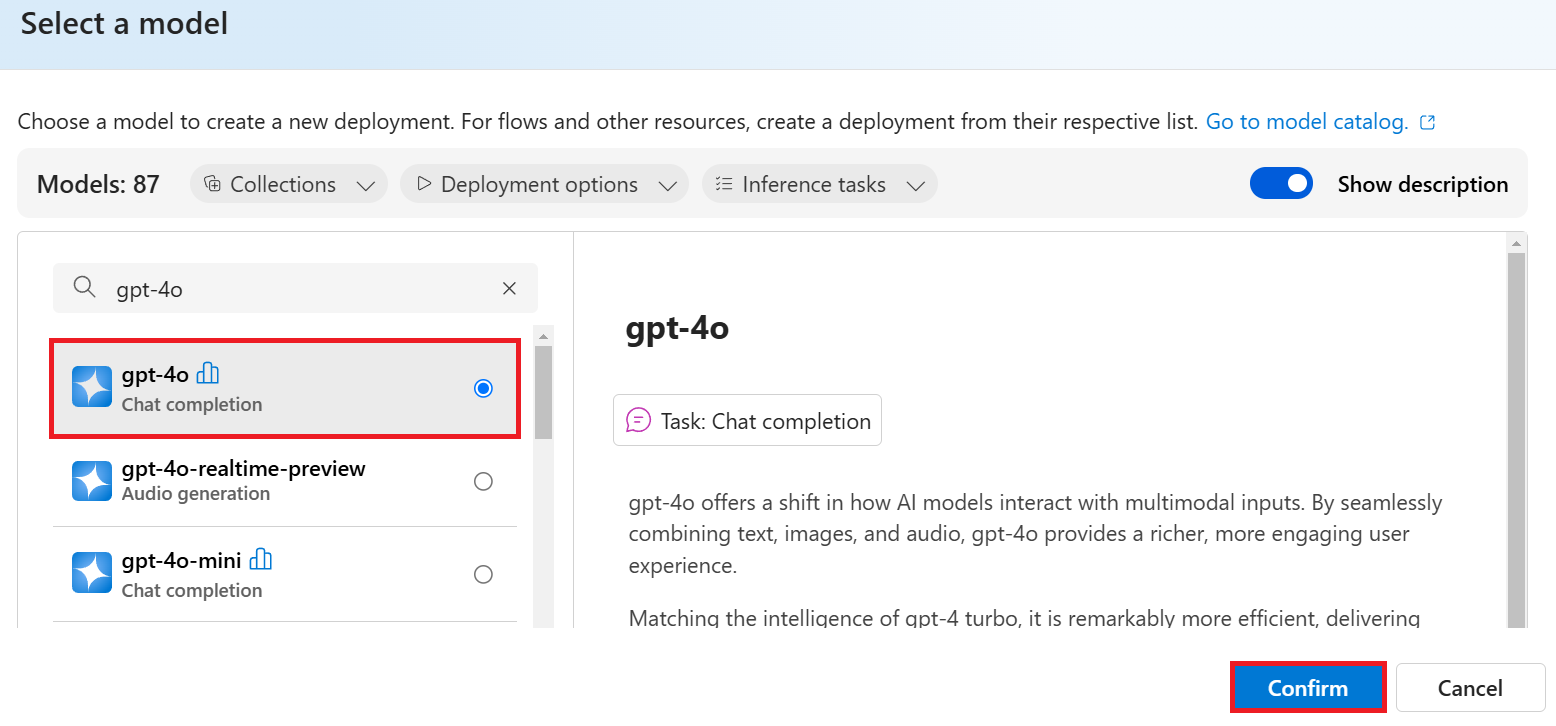 Select a model
Choose a model to create a new deployment. For flows and other resources, create a deployment from their respective list. Go to model catalog.
Models: 87
Collections
Deployment options
Inference tasks
Show description
gpt-4o
gpt-4o
Chat completion
gpt-4o-realtime-preview
Audio generation
gpt-4o-mini
Chat completion
gpt-4o
Task: Chat completion
gpt-4o offers a shift in how AI models interact with multimodal inputs. By seamlessly
combining text, images, and audio, gpt-4o provides a richer, more engaging user
experience.
Matching the intelligence of gpt-4 turbo, it is remarkably more efficient, delivering
Confirm
Cancel